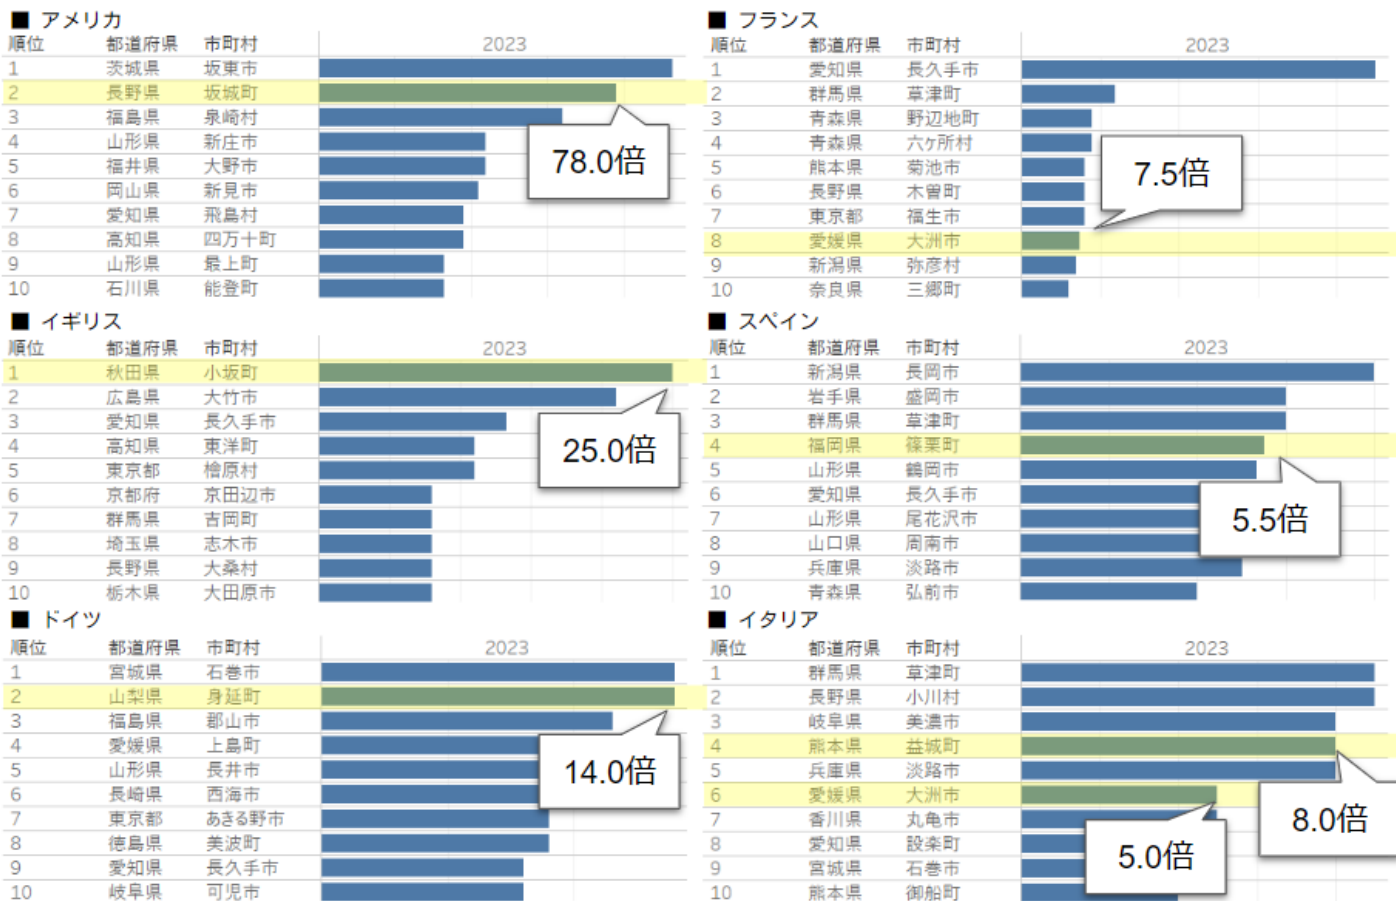 ■ アメリカ
順位 都道府県 市町村 2023
1 茨城県 坂東市
2 長野県 坂城町
3 福島県 泉崎村
4 山形県 新庄市
5 福井県 大野市
6 岡山県 新見市
7 愛知県 飛島村
8 高知県 四万十町
9 山形県 最上町
10 石川県 能登町
78.0倍
■ フランス
順位 都道府県 市町村 2023
1 愛知県 長久手市
2 群馬県 草津町
3 青森県 野辺地町
4 青森県 六ヶ所村
5 熊本県 菊池市
6 長野県 木曽町
7 東京都 福生市
8 愛媛県 大洲市
9 新潟県 弥彦村
10 奈良県 三郷町
7.5倍
■ イギリス
順位 都道府県 市町村 2023
1 秋田県 小坂町
2 広島県 大竹市
3 愛知県 長久手市
4 高知県 東洋町
5 東京都 檜原村
6 京都府 京田辺市
7 群馬県 吉岡町
8 埼玉県 志木市
9 長野県 大桑村
10 栃木県 大田原市
25.0倍
■ スペイン
順位 都道府県 市町村 2023
1 新潟県 長岡市
2 岩手県 盛岡市
3 群馬県 草津町
4 福岡県 篠栗町
5 山形県 鶴岡市
6 愛知県 長久手市
7 山形県 尾花沢市
8 山口県 周南市
9 兵庫県 淡路市
10 青森県 弘前市
5.5倍
■ ドイツ
順位 都道府県 市町村 2023
1 宮城県 石巻市
2 山梨県 身延町
3 福島県 郡山市
4 愛媛県 上島町
5 山形県 長井市
6 長崎県 西海市
7 東京都 あきる野市
8 徳島県 美波町
9 愛知県 長久手市
10 岐阜県 可児市
14.0倍
■ イタリア
順位 都道府県 市町村 2023
1 群馬県 草津町
2 長野県 小川村
3 岐阜県 美濃市
4 熊本県 益城町
5 兵庫県 淡路市
6 愛媛県 大洲市
7 香川県 丸亀市
8 愛知県 設楽町
9 宮城県 石巻市
10 熊本県 御船町
8.0倍
5.0倍